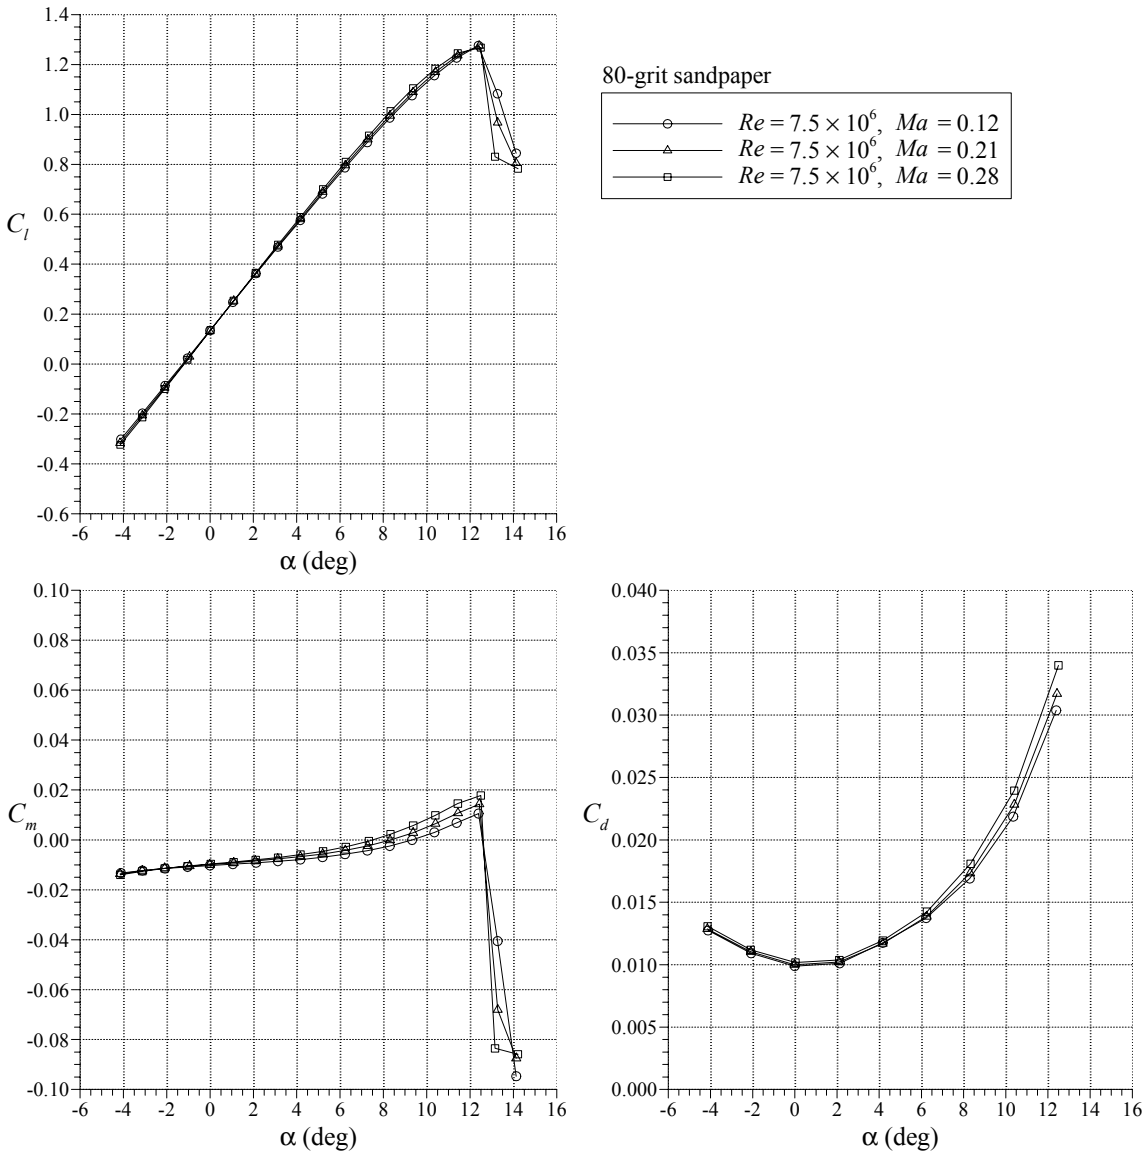 1.4
1.2
1.0
0.8
0.6
0.4
0.2
0.0
-0.2
-0.4
-0.6
C_l
-6 -4 -2 0 2 4 6 8 10 12 14 16
α (deg)
80-grit sandpaper
Re = 7.5 × 10⁶, Ma = 0.12
Re = 7.5 × 10⁶, Ma = 0.21
Re = 7.5 × 10⁶, Ma = 0.28
0.10
0.08
0.06
0.04
0.02
0.00
-0.02
-0.04
-0.06
-0.08
-0.10
C_m
-6 -4 -2 0 2 4 6 8 10 12 14 16
α (deg)
0.040
0.035
0.030
0.025
0.020
0.015
0.010
0.005
0.000
C_d
-6 -4 -2 0 2 4 6 8 10 12 14 16
α (deg)